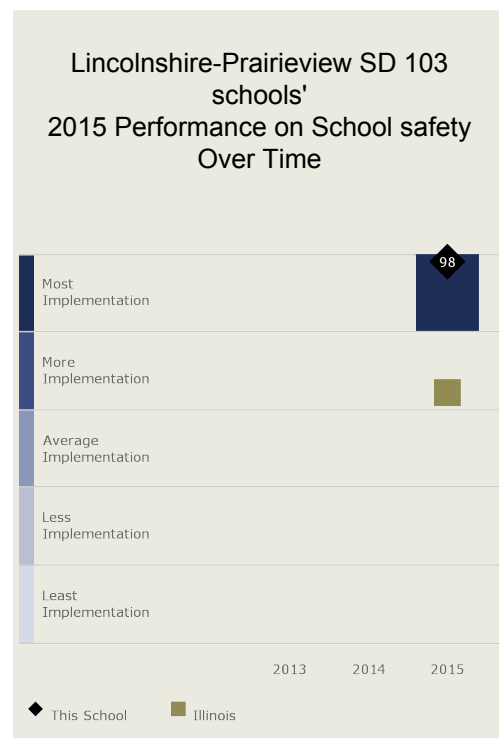 Lincolnshire-Prairieview SD 103
schools'
2015 Performance on School safety
Over Time
98
Most
Implementation
More
Implementation
Average
Implementation
Less
Implementation
Least
Implementation
2013 2014 2015
This School Illinois